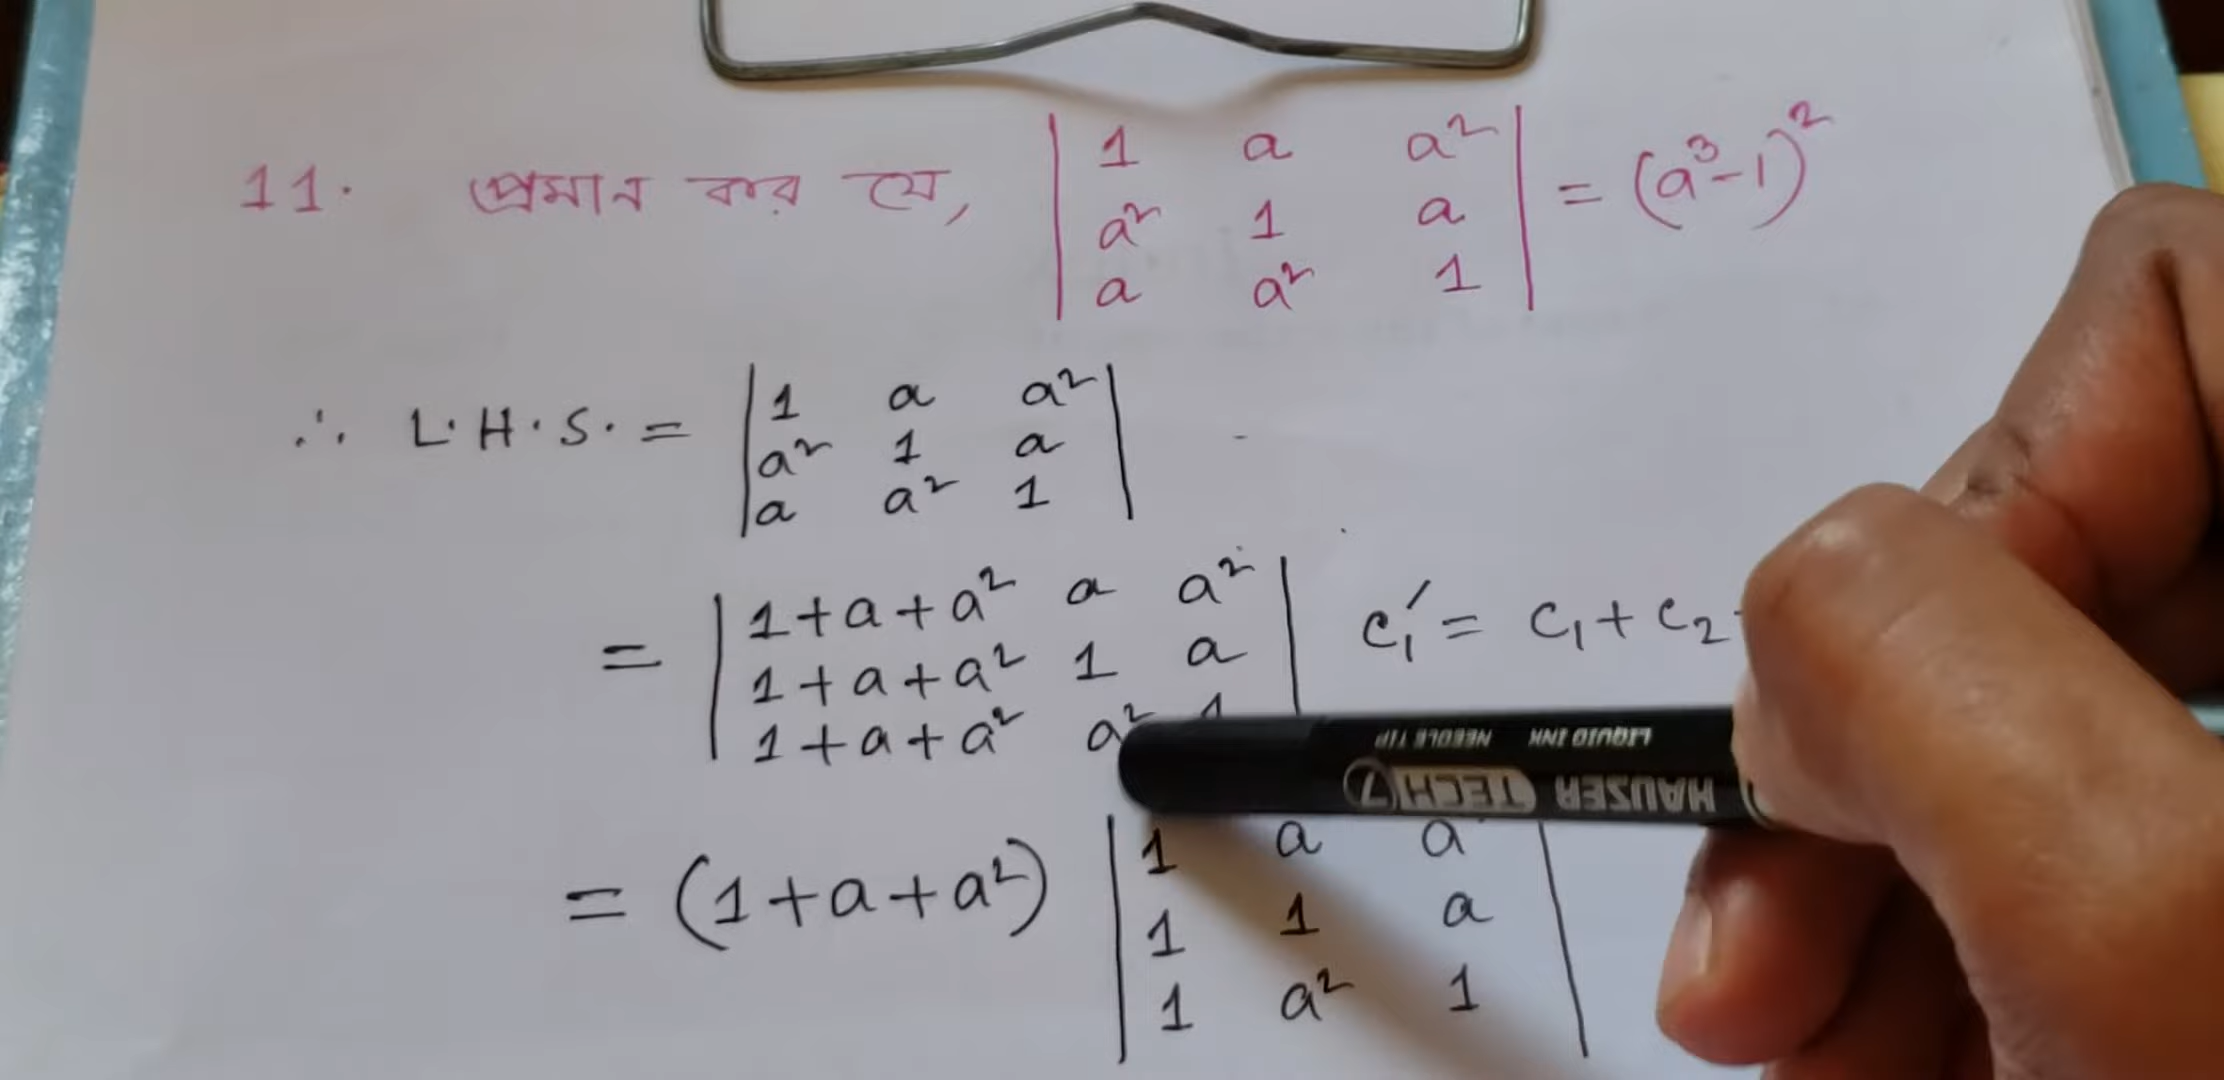 11. প্রমান কর যে, | 1 a a² | = (a³-1)²
| a² 1 a |
| a a² 1 |
∴ L.H.S. = | 1 a a² |
| a² 1 a |
| a a² 1 |
= | 1+a+a² a a² | c₁′ = c₁+c₂
| 1+a+a² 1 a |
| 1+a+a² a² 1 |
LIQUID INK NEEDLE TIP
HAUSER TECH 7
= (1+a+a²) | 1 a a |
| 1 1 a |
| 1 a² 1 |